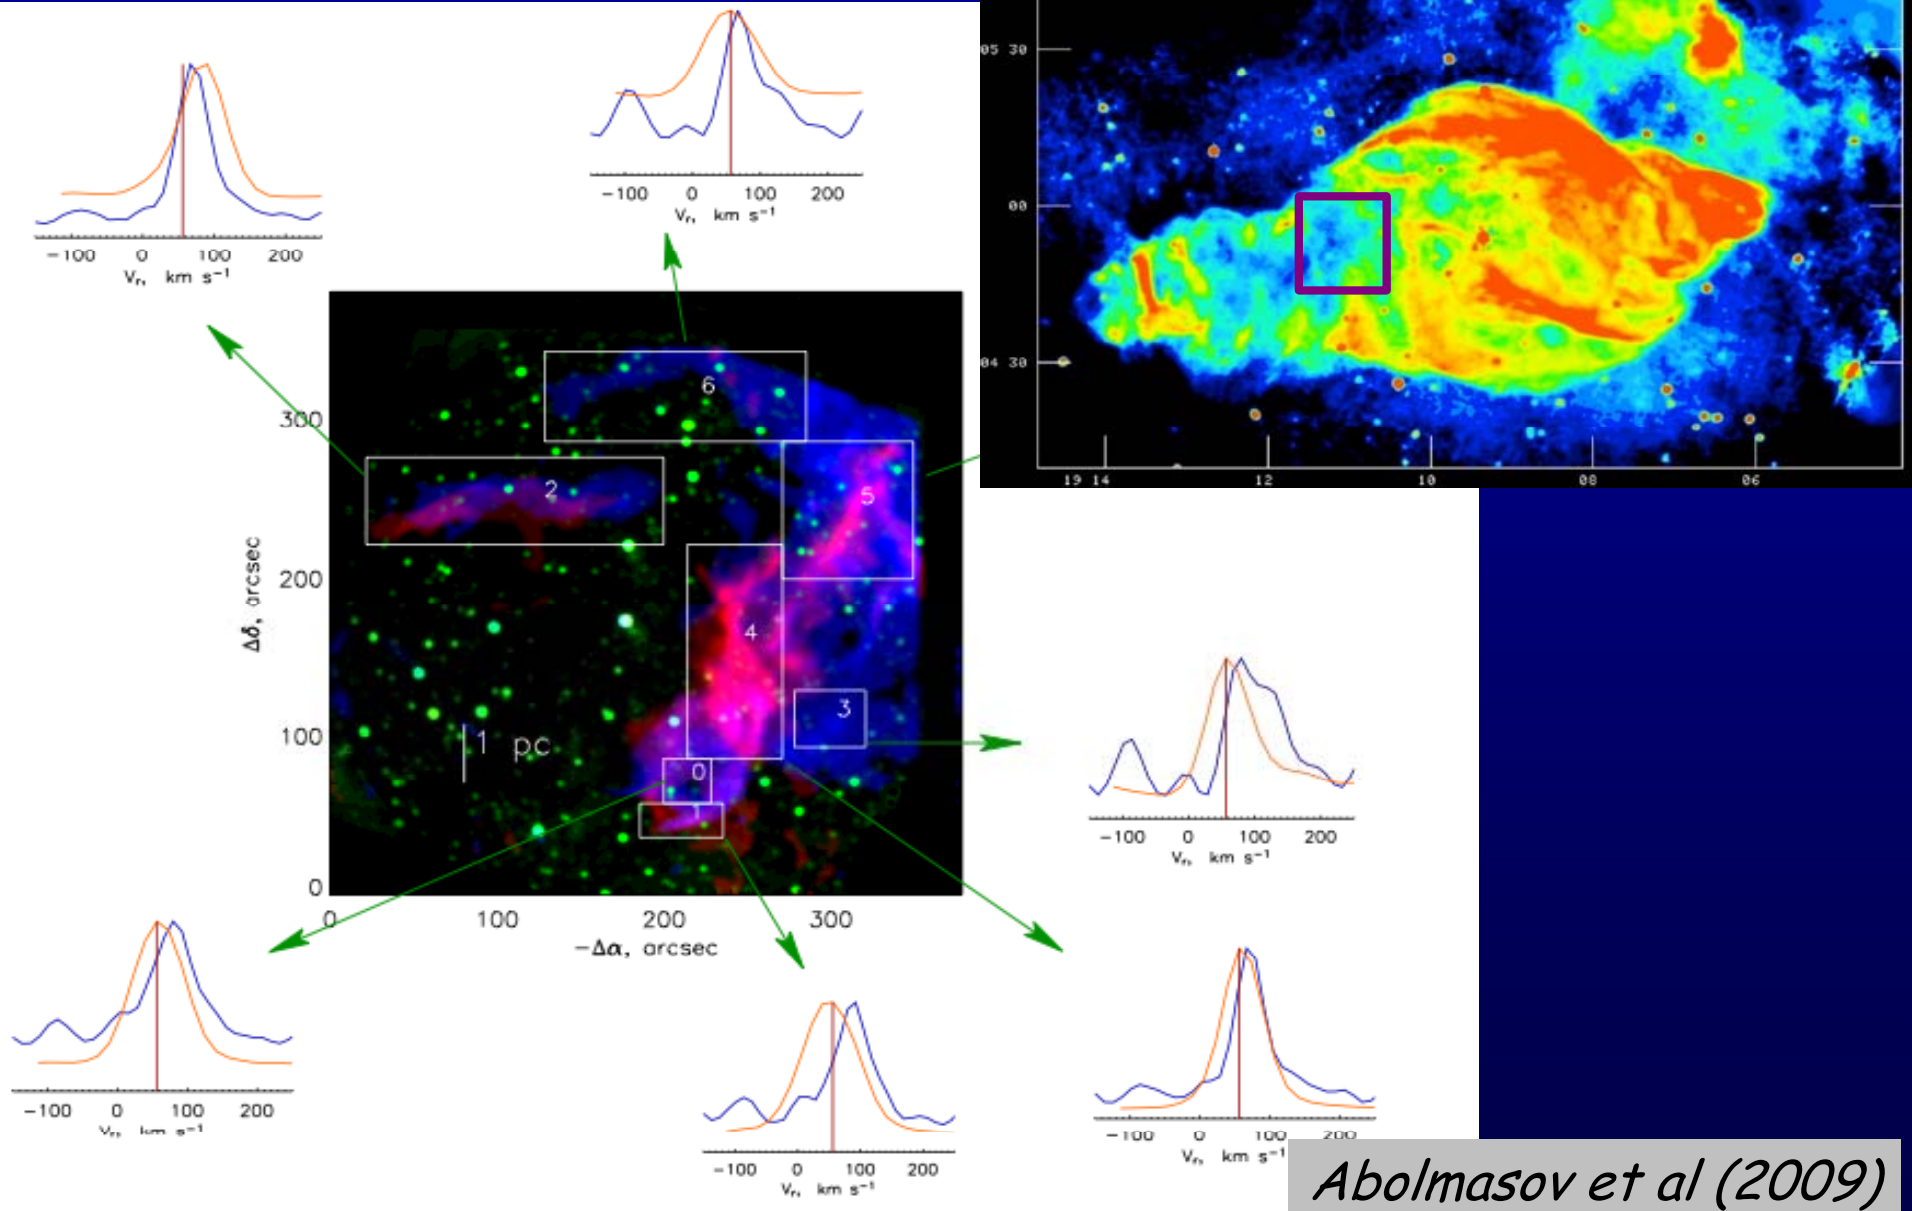 -100 0 100 200
Vr, km s⁻¹
-100 0 100 200
Vr, km s⁻¹
05 30
00
04 30
19 14 12 10 08 06
300
200
100
0
Δδ, arcsec
6
2
5
4
3
0
1
1 pc
0 100 200 300
-Δα, arcsec
-100 0 100 200
Vr, km s⁻¹
-100 0 100 200
Vr, km s⁻¹
-100 0 100 200
Vr, km s⁻¹
-100 0 100 200
Vr, km s⁻¹
Abolmasov et al (2009)